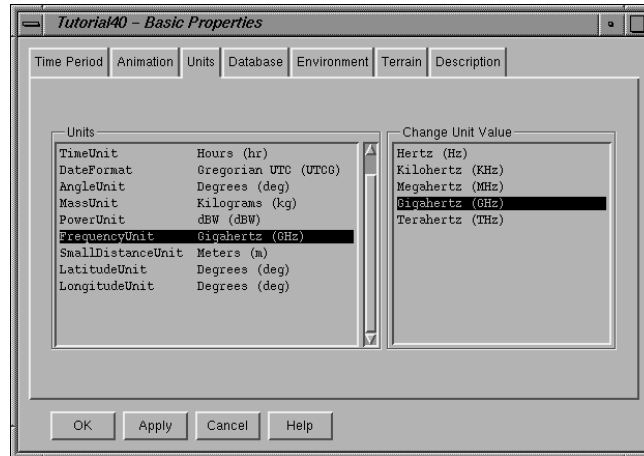 Tutorial40 – Basic Properties
Time Period Animation Units Database Environment Terrain Description
Units
TimeUnit Hours (hr)
DateFormat Gregorian UTC (UTCG)
AngleUnit Degrees (deg)
MassUnit Kilograms (kg)
PowerUnit dBW (dBW)
FrequencyUnit Gigahertz (GHz)
SmallDistanceUnit Meters (m)
LatitudeUnit Degrees (deg)
LongitudeUnit Degrees (deg)
Change Unit Value
Hertz (Hz)
Kilohertz (KHz)
Megahertz (MHz)
Gigahertz (GHz)
Terahertz (THz)
OK Apply Cancel Help